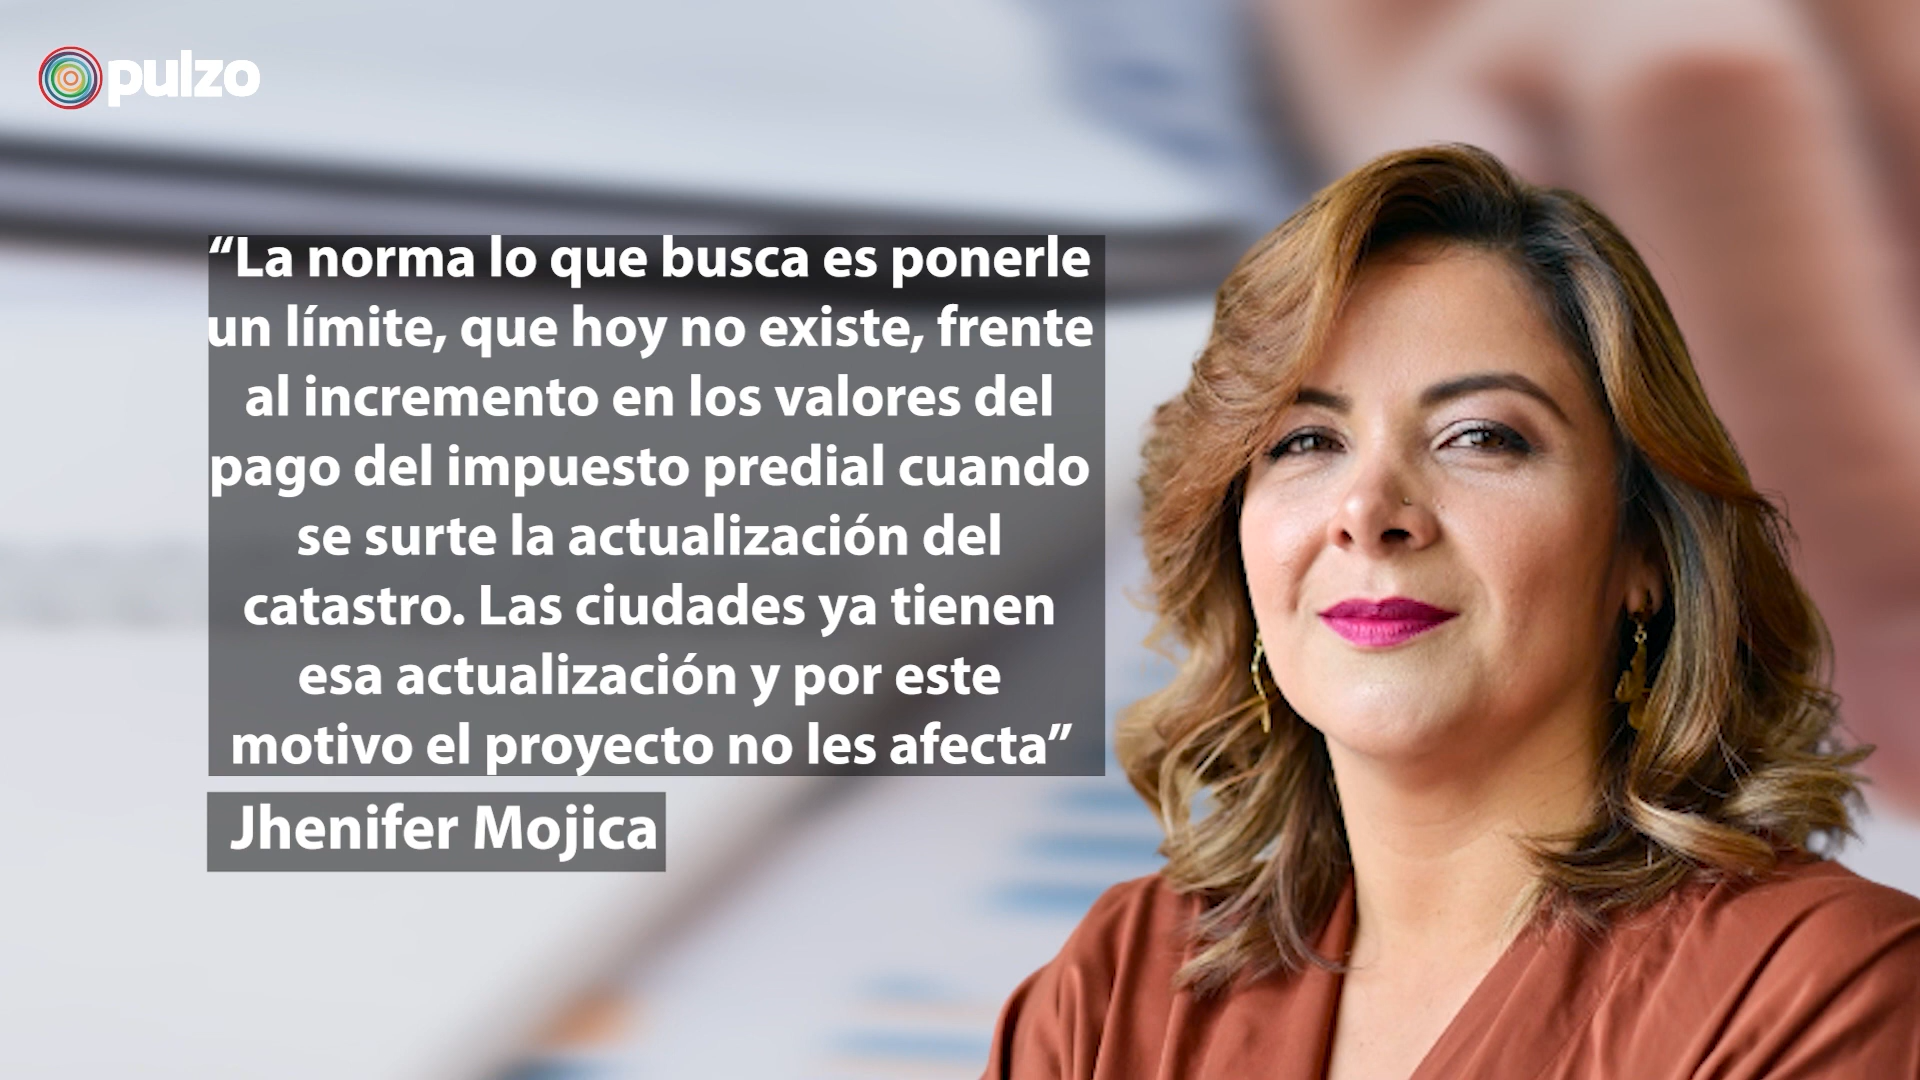 pulzo
“La norma lo que busca es ponerle
un límite, que hoy no existe, frente
al incremento en los valores del
pago del impuesto predial cuando
se surte la actualización del
catastro. Las ciudades ya tienen
esa actualización y por este
motivo el proyecto no les afecta”
Jhenifer Mojica